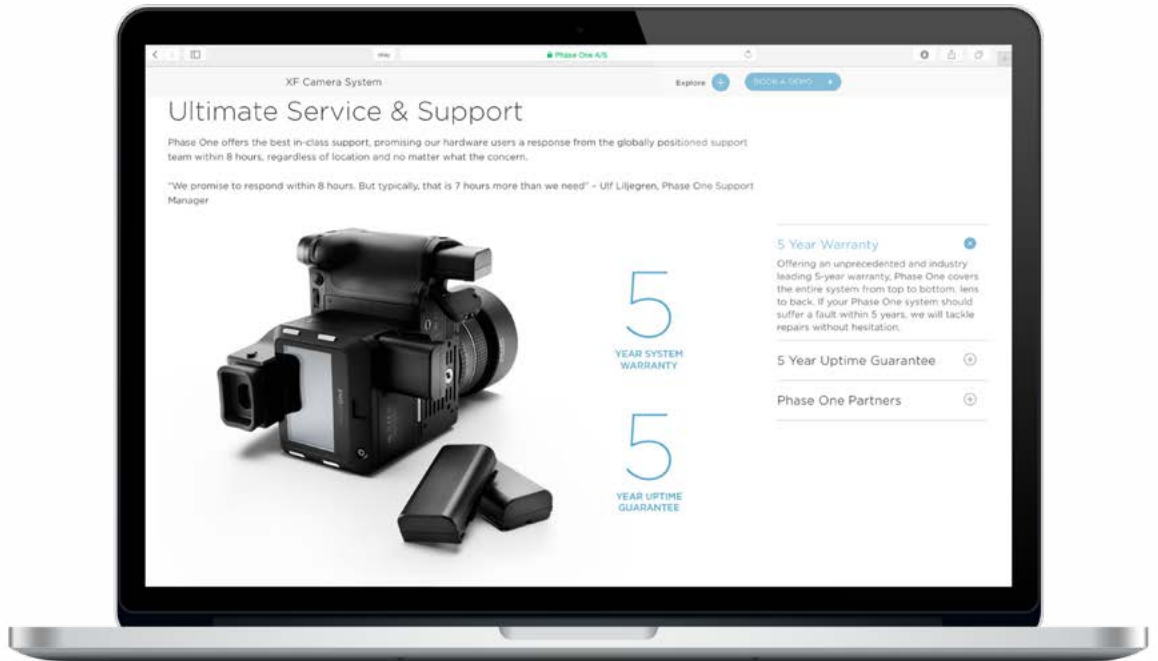 Phase One A/S
XF Camera System
Explore
BOOK A DEMO
Ultimate Service & Support
Phase One offers the best in-class support, promising our hardware users a response from the globally positioned support
team within 8 hours, regardless of location and no matter what the concern.
"We promise to respond within 8 hours. But typically, that is 7 hours more than we need" – Ulf Liljegren, Phase One Support
Manager
5
YEAR SYSTEM
WARRANTY
5
YEAR UPTIME
GUARANTEE
5 Year Warranty
Offering an unprecedented and industry
leading 5-year warranty, Phase One covers
the entire system from top to bottom, lens
to back. If your Phase One system should
suffer a fault within 5 years, we will tackle
repairs without hesitation.
5 Year Uptime Guarantee
Phase One Partners